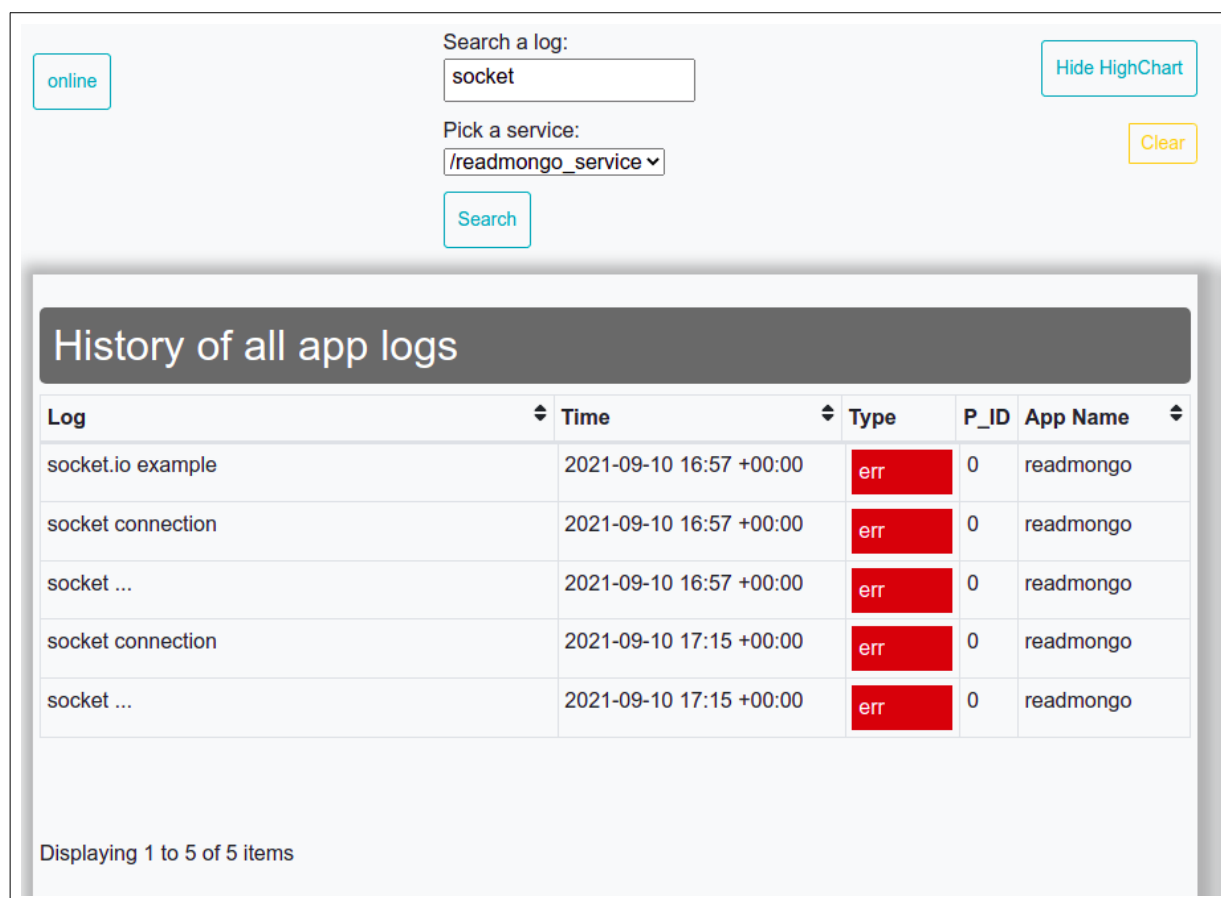 online
Search a log:
socket
Hide HighChart
Pick a service:
/readmongo_service
Clear
Search
History of all app logs
Log Time Type P_ID App Name
socket.io example 2021-09-10 16:57 +00:00 err 0 readmongo
socket connection 2021-09-10 16:57 +00:00 err 0 readmongo
socket ... 2021-09-10 16:57 +00:00 err 0 readmongo
socket connection 2021-09-10 17:15 +00:00 err 0 readmongo
socket ... 2021-09-10 17:15 +00:00 err 0 readmongo
Displaying 1 to 5 of 5 items